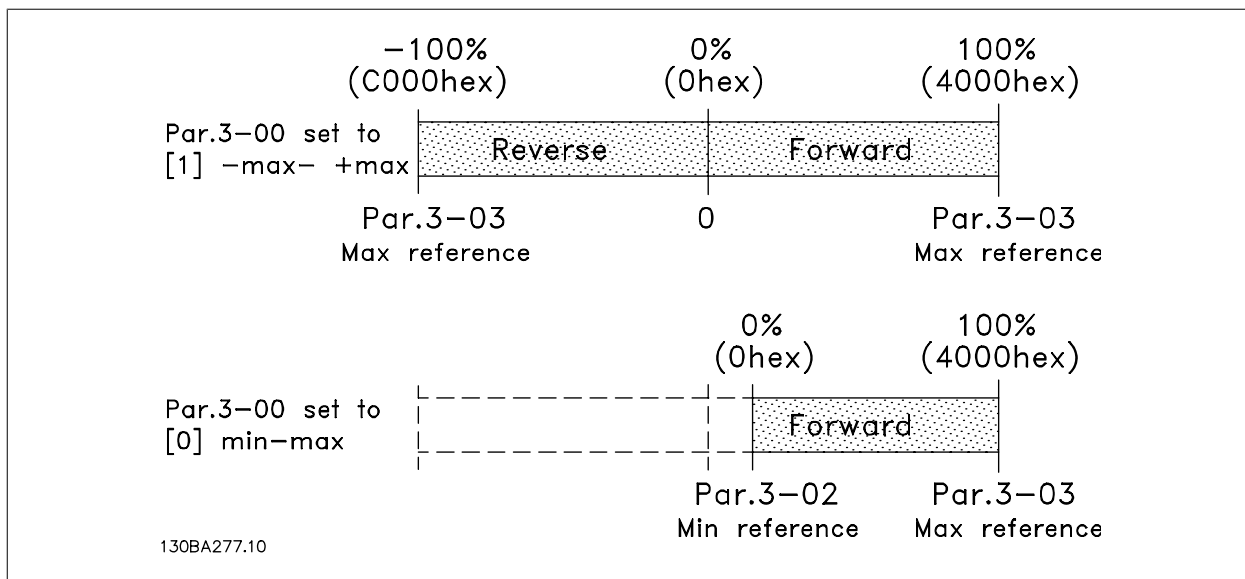 -100% 0% 100%
(C000hex) (0hex) (4000hex)
Par.3-00 set to
[1] -max- +max
Reverse Forward
Par.3-03 0 Par.3-03
Max reference Max reference
0% 100%
(0hex) (4000hex)
Par.3-00 set to
[0] min-max
Forward
Par.3-02 Par.3-03
Min reference Max reference
130BA277.10